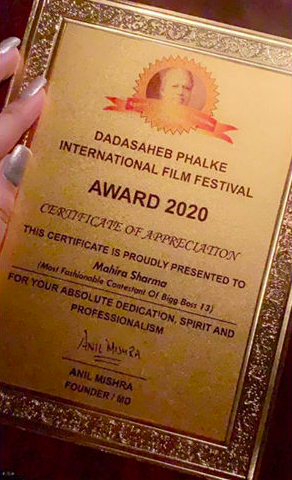 DADASAHEB PHALKE
INTERNATIONAL FILM FESTIVAL
AWARD 2020
CERTIFICATE OF APPRECIATION
THIS CERTIFICATE IS PROUDLY PRESENTED TO
Mahira Sharma
(Most Fashionable Contestant Of Bigg Boss 13)
FOR YOUR ABSOLUTE DEDICATION, SPIRIT AND
PROFESSIONALISM
ANIL MISHRA
ANIL MISHRA
FOUNDER / MD